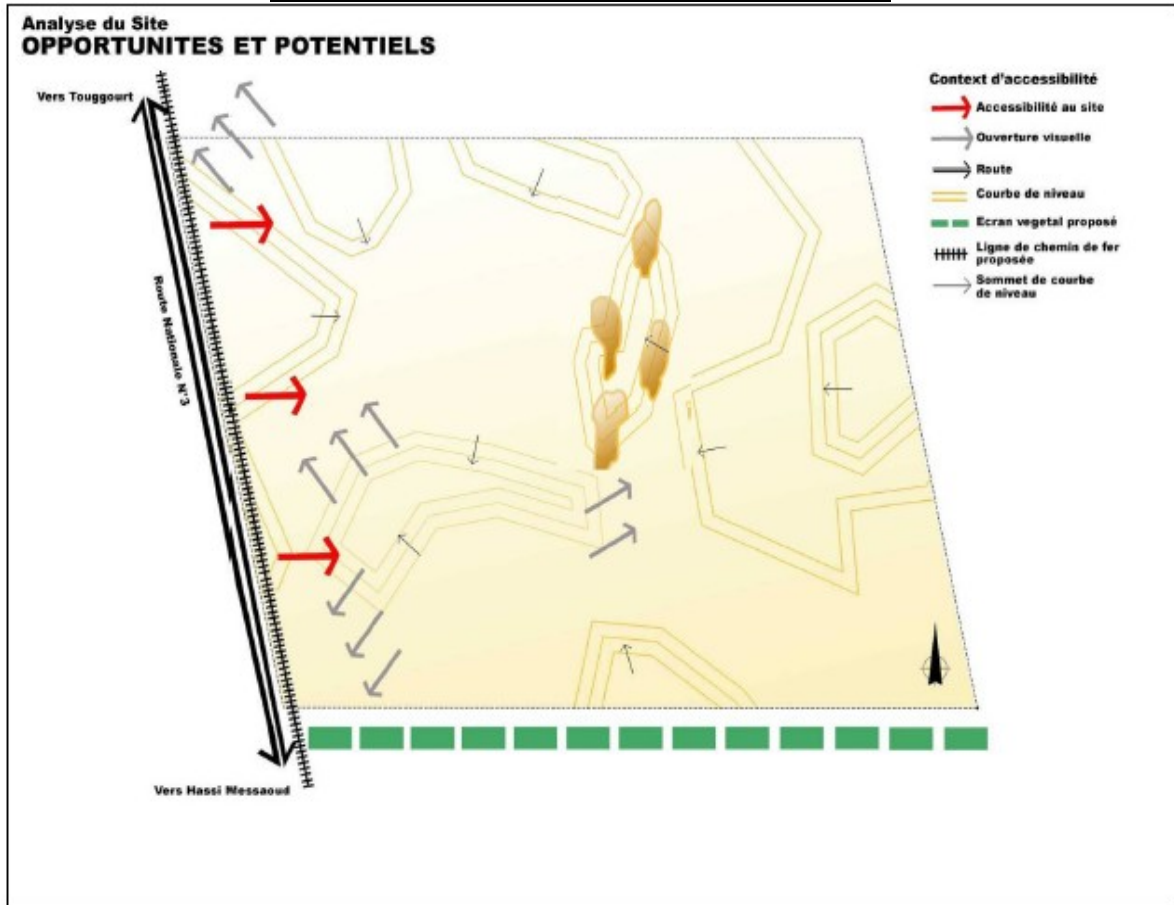 Analyse du Site
OPPORTUNITES ET POTENTIELS
Vers Touggourt
Route Nationale N°3
Vers Hassi Messaoud
Context d'accessibilité
Accessibilité au site
Ouverture visuelle
Route
Courbe de niveau
Ecran vegetal proposé
Ligne de chemin de fer
proposée
Sommet de courbe
de niveau